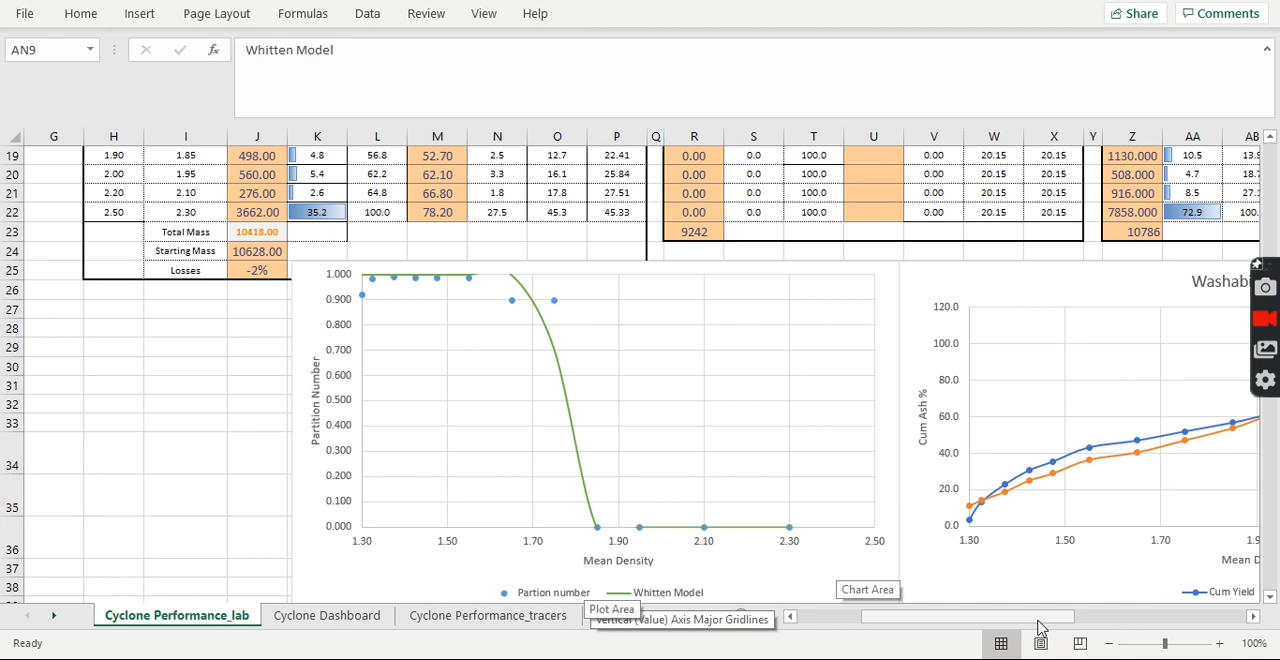 File Home Insert Page Layout Formulas Data Review View Help Share Comments
AN9 fx Whitten Model
G H I J K L M N O P Q R S T U V W X Y Z AA AB
19 1.90 1.85 498.00 4.8 56.8 52.70 2.5 12.7 22.41 0.00 0.0 100.0 0.00 20.15 20.15 1130.000 10.5 13.9
20 2.00 1.95 560.00 5.4 62.2 62.10 3.3 16.1 25.84 0.00 0.0 100.0 0.00 20.15 20.15 508.000 4.7 18.7
21 2.20 2.10 276.00 2.6 64.8 66.80 1.8 17.8 27.51 0.00 0.0 100.0 0.00 20.15 20.15 916.000 8.5 27.1
22 2.50 2.30 3662.00 35.2 100.0 78.20 27.5 45.3 45.33 0.00 0.0 100.0 0.00 20.15 20.15 7858.000 72.9 100.
23 Total Mass 10418.00 9242 10786
24 Starting Mass 10628.00
25 Losses -2%
26
27
28
29
30
31
32
33
34
35
36
37
38
1.000
0.900
0.800
0.700
0.600
0.500
0.400
0.300
0.200
0.100
0.000
Partition Number
1.30 1.50 1.70 1.90 2.10 2.30 2.50
Mean Density
Partion number Whitten Model
Washabi
120.0
100.0
80.0
60.0
40.0
20.0
0.0
Cum Ash %
1.30 1.50 1.70 1.9
Mean D
Cum Yield
Chart Area
Plot Area
Vertical (Value) Axis Major Gridlines
Cyclone Performance_lab Cyclone Dashboard Cyclone Performance_tracers
Ready 100%